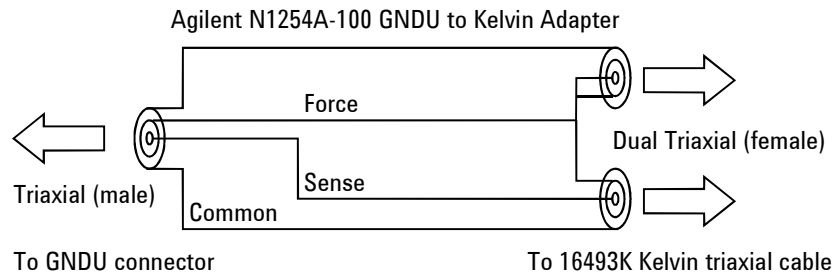 Agilent N1254A-100 GNDU to Kelvin Adapter
Force
Dual Triaxial (female)
Triaxial (male)
Sense
Common
To GNDU connector
To 16493K Kelvin triaxial cable